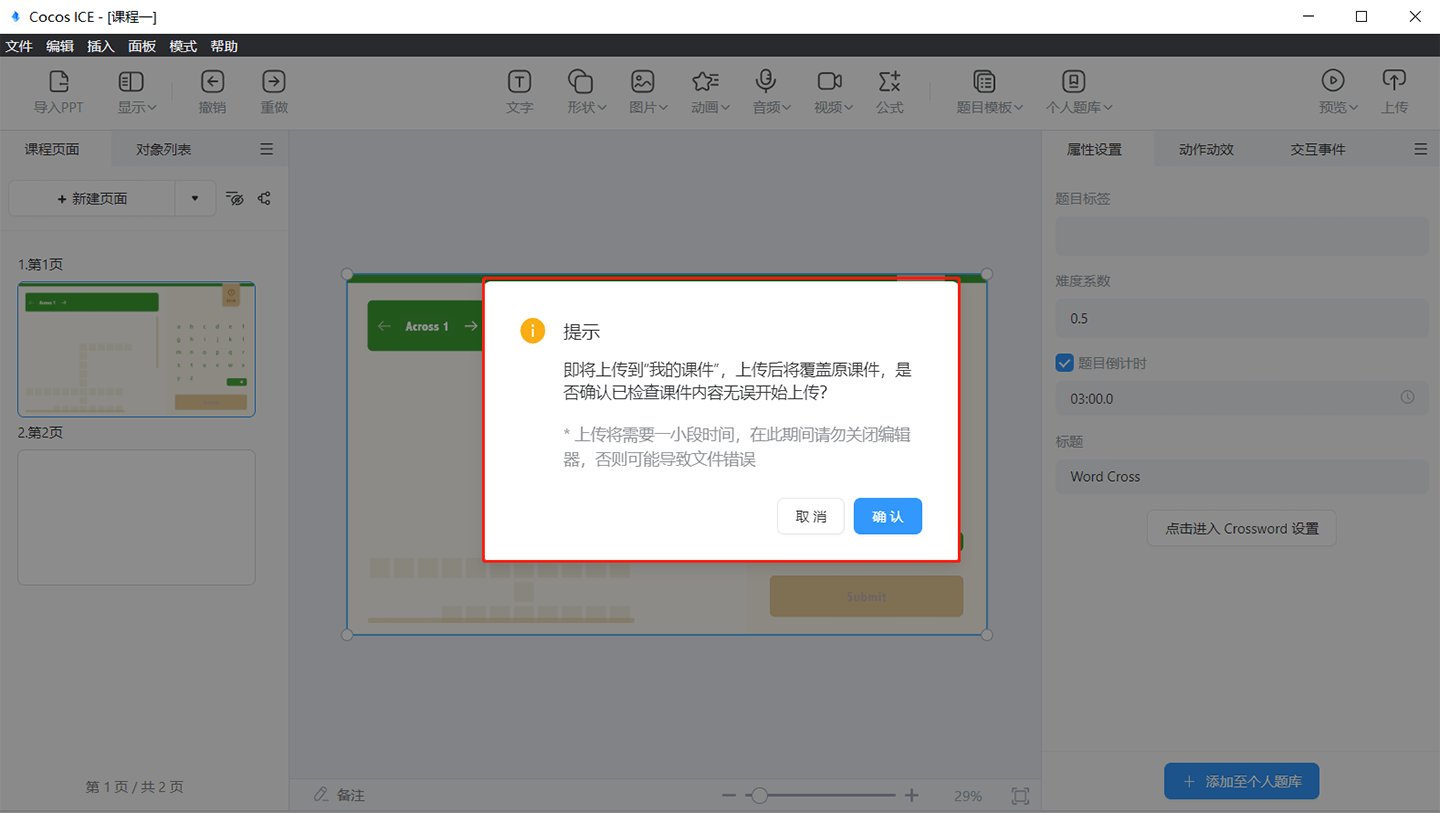 Cocos ICE - [课程一]
文件 编辑 插入 面板 模式 帮助
导入PPT 显示 撤销 重做 文字 形状 图片 动画 音频 视频 公式 题目模板 个人题库 预览 上传
课程页面 对象列表
+ 新建页面
1.第1页
2.第2页
第 1 页 / 共 2 页
Across 1
Submit
提示
即将上传到“我的课件”，上传后将覆盖原课件，是
否确认已检查课件内容无误开始上传？
* 上传将需要一小段时间，在此期间请勿关闭编辑
器，否则可能导致文件错误
取 消 确 认
备注
29%
属性设置 动作动效 交互事件
题目标签
难度系数
0.5
题目倒计时
03:00.0
标题
Word Cross
点击进入 Crossword 设置
+ 添加至个人题库